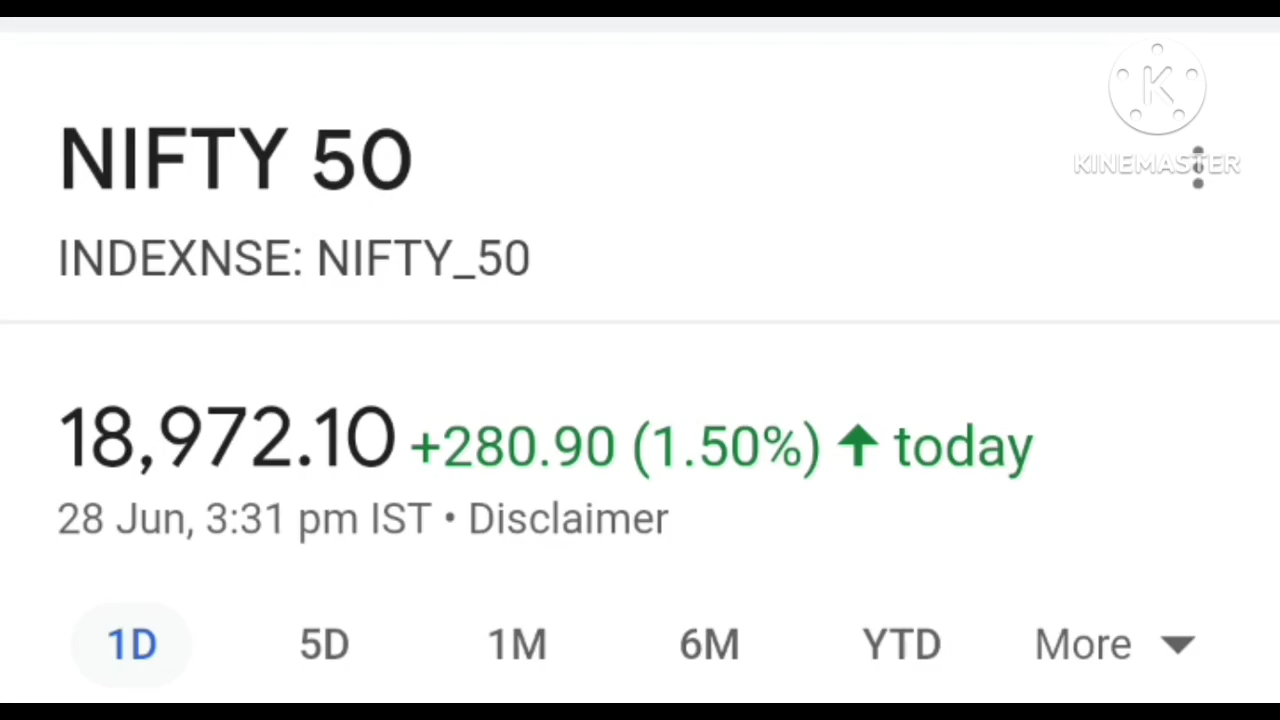 K
KINEMASTER
NIFTY 50
INDEXNSE: NIFTY_50
18,972.10 +280.90 (1.50%) ↑ today
28 Jun, 3:31 pm IST • Disclaimer
1D 5D 1M 6M YTD More